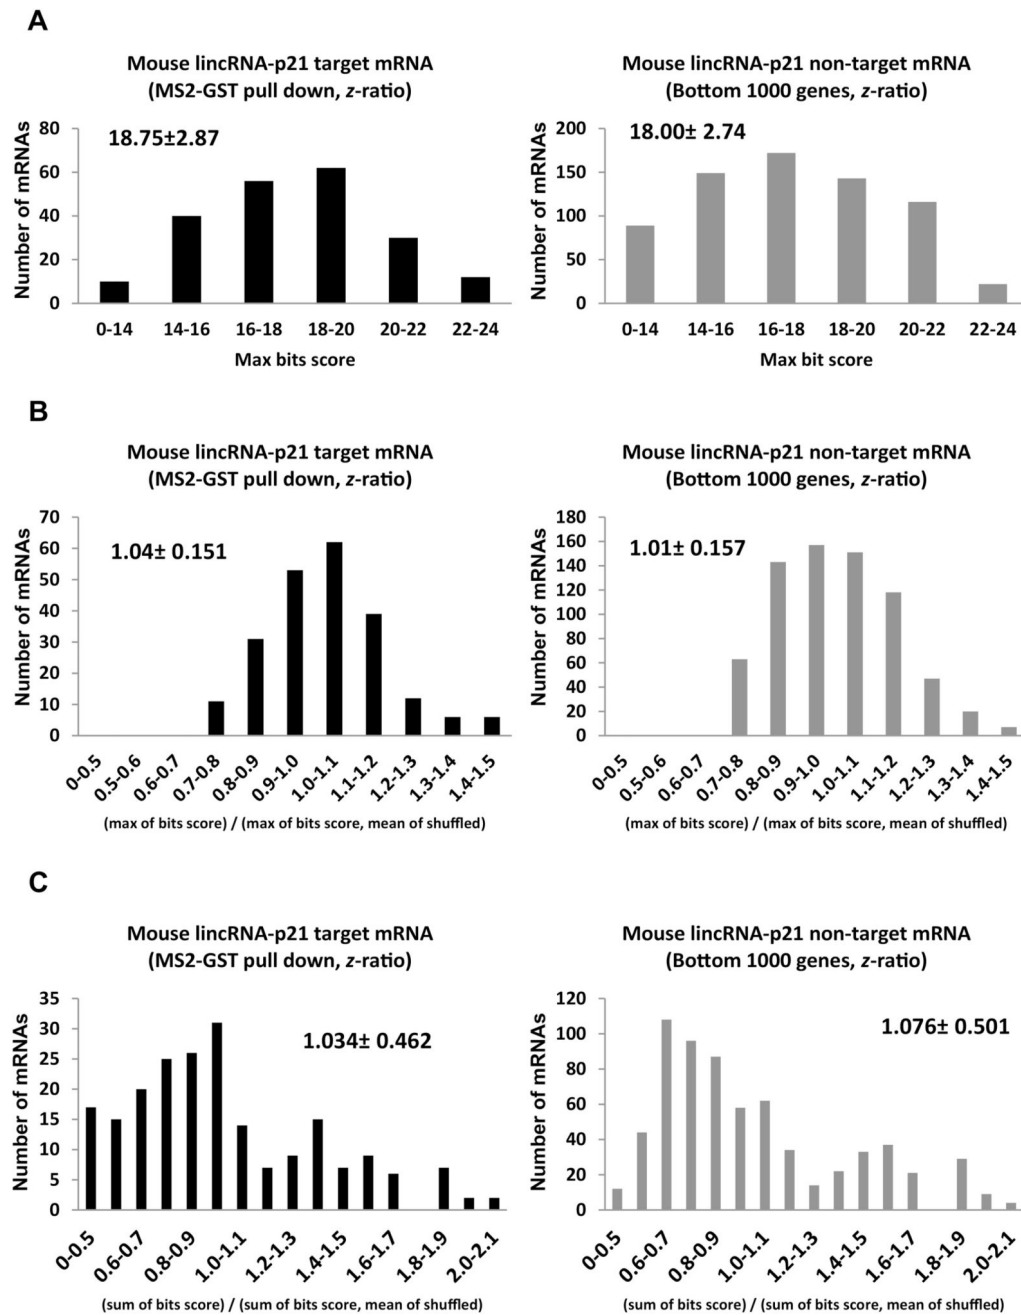 A
Mouse lincRNA-p21 target mRNA
(MS2-GST pull down, z-ratio)
Number of mRNAs
80
60
40
20
0
18.75±2.87
0-14 14-16 16-18 18-20 20-22 22-24
Max bits score
Mouse lincRNA-p21 non-target mRNA
(Bottom 1000 genes, z-ratio)
Number of mRNAs
200
150
100
50
0
18.00± 2.74
0-14 14-16 16-18 18-20 20-22 22-24
Max bit score
B
Mouse lincRNA-p21 target mRNA
(MS2-GST pull down, z-ratio)
Number of mRNAs
70
60
50
40
30
20
10
0
1.04± 0.151
0-0.5 0.5-0.6 0.6-0.7 0.7-0.8 0.8-0.9 0.9-1.0 1.0-1.1 1.1-1.2 1.2-1.3 1.3-1.4 1.4-1.5
(max of bits score) / (max of bits score, mean of shuffled)
Mouse lincRNA-p21 non-target mRNA
(Bottom 1000 genes, z-ratio)
Number of mRNAs
180
160
140
120
100
80
60
40
20
0
1.01± 0.157
0-0.5 0.5-0.6 0.6-0.7 0.7-0.8 0.8-0.9 0.9-1.0 1.0-1.1 1.1-1.2 1.2-1.3 1.3-1.4 1.4-1.5
(max of bits score) / (max of bits score, mean of shuffled)
C
Mouse lincRNA-p21 target mRNA
(MS2-GST pull down, z-ratio)
Number of mRNAs
35
30
25
20
15
10
5
0
1.034± 0.462
0-0.5 0.6-0.7 0.8-0.9 1.0-1.1 1.2-1.3 1.4-1.5 1.6-1.7 1.8-1.9 2.0-2.1
(sum of bits score) / (sum of bits score, mean of shuffled)
Mouse lincRNA-p21 non-target mRNA
(Bottom 1000 genes, z-ratio)
Number of mRNAs
120
100
80
60
40
20
0
1.076± 0.501
0-0.5 0.6-0.7 0.8-0.9 1.0-1.1 1.2-1.3 1.4-1.5 1.6-1.7 1.8-1.9 2.0-2.1
(sum of bits score) / (sum of bits score, mean of shuffled)